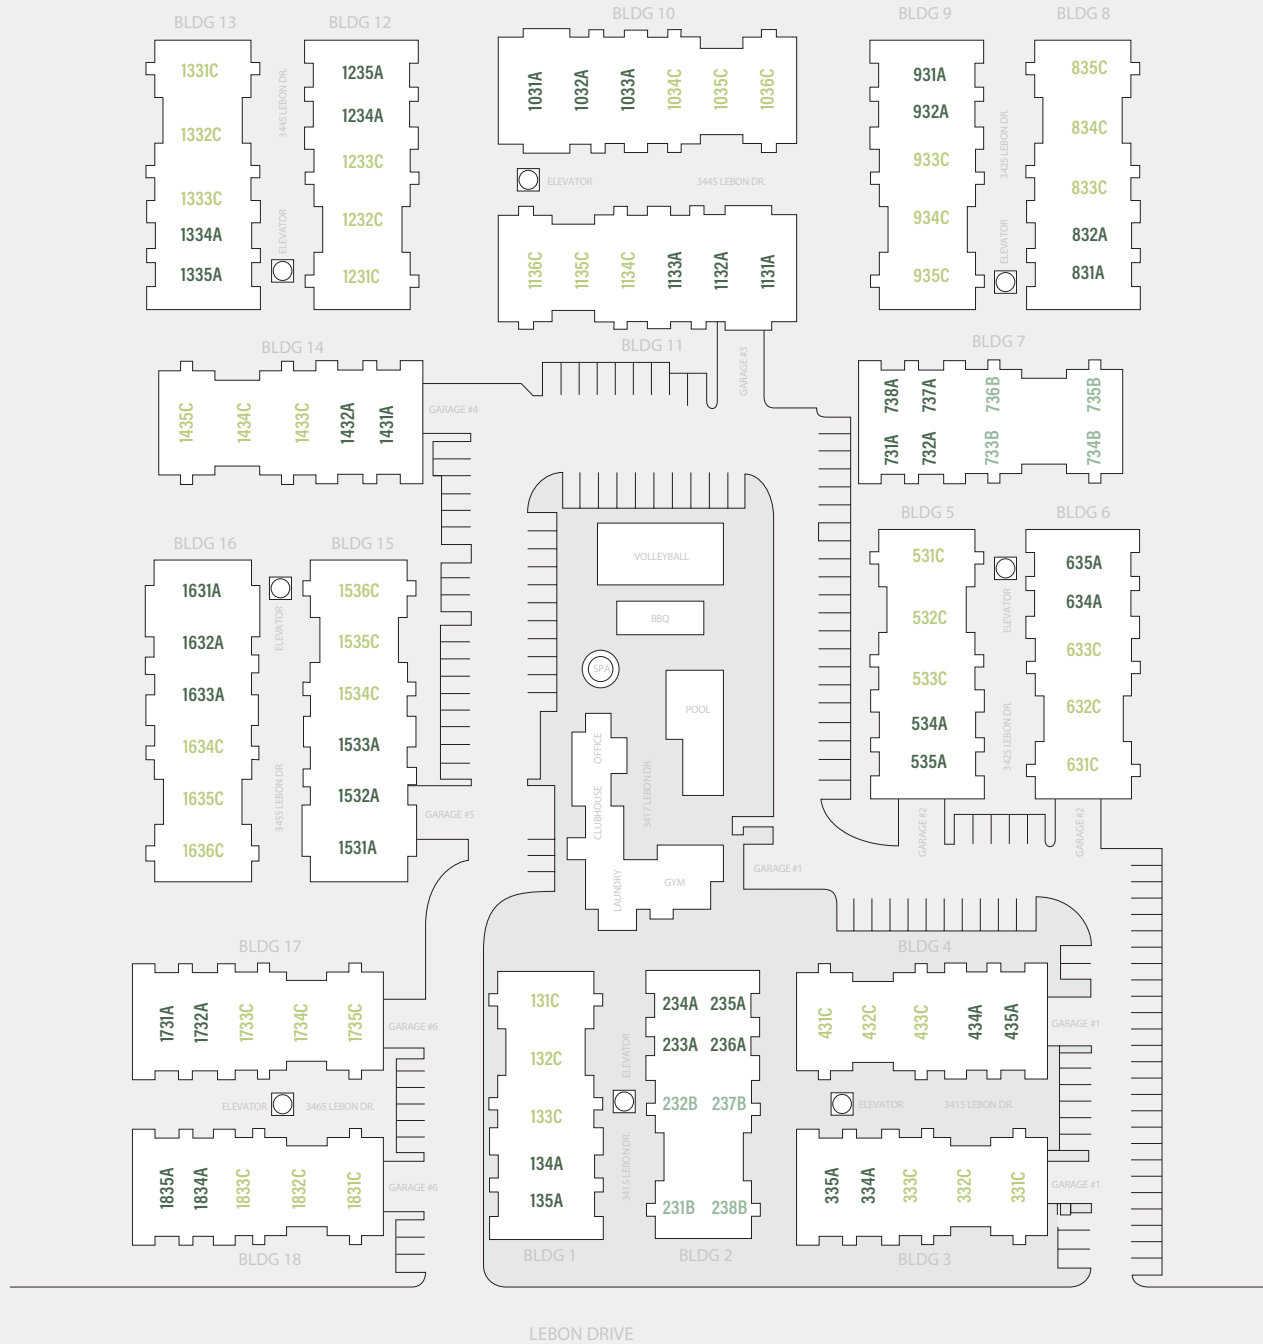 BLDG 13
BLDG 12
BLDG 10
BLDG 9
BLDG 8
1331C
1332C
1333C
1334A
1335A
3445 LEBON DR.
ELEVATOR
1235A
1234A
1233C
1232C
1231C
1031A
1032A
1033A
1034C
1035C
1036C
ELEVATOR
3445 LEBON DR.
1136C
1135C
1134C
1133A
1132A
1131A
931A
932A
933C
934C
935C
3425 LEBON DR.
ELEVATOR
835C
834C
833C
832A
831A
BLDG 14
BLDG 11
BLDG 7
1435C
1434C
1433C
1432A
1431A
GARAGE #4
GARAGE #3
738A
737A
736B
735B
731A
732A
733B
734B
BLDG 16
BLDG 15
BLDG 5
BLDG 6
1631A
1632A
1633A
1634C
1635C
1636C
ELEVATOR
3455 LEBON DR.
1536C
1535C
1534C
1533A
1532A
1531A
GARAGE #5
VOLLEYBALL
BBQ
SPA
POOL
OFFICE
CLUBHOUSE
3417 LEBON DR.
LAUNDRY
GYM
GARAGE #1
531C
532C
533C
534A
535A
ELEVATOR
3425 LEBON DR.
635A
634A
633C
632C
631C
GARAGE #2
GARAGE #2
BLDG 17
BLDG 4
1731A
1732A
1733C
1734C
1735C
GARAGE #6
ELEVATOR
3465 LEBON DR.
1835A
1834A
1833C
1832C
1831C
GARAGE #6
BLDG 18
131C
132C
133C
134A
135A
ELEVATOR
3415 LEBON DR.
234A 235A
233A 236A
232B 237B
231B 238B
431C
432C
433C
434A
435A
GARAGE #1
ELEVATOR
3415 LEBON DR.
335A
334A
333C
332C
331C
GARAGE #1
BLDG 1
BLDG 2
BLDG 3
LEBON DRIVE